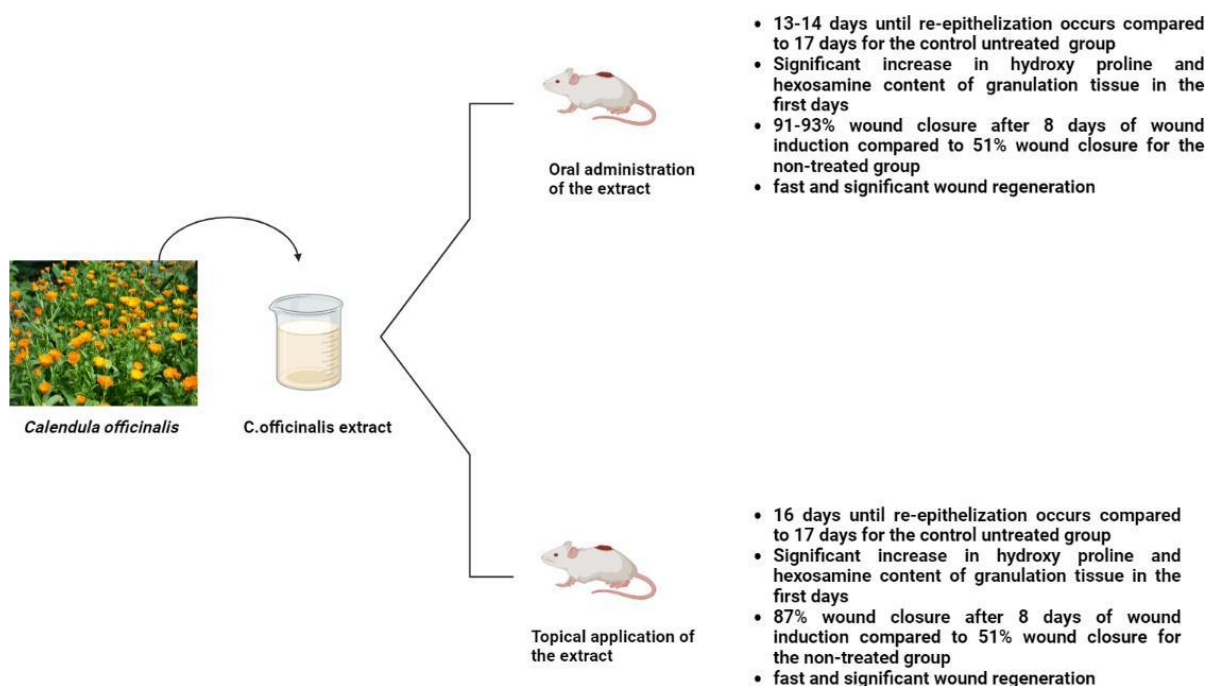 • 13-14 days until re-epithelization occurs compared
to 17 days for the control untreated group
• Significant increase in hydroxy proline and
hexosamine content of granulation tissue in the
first days
• 91-93% wound closure after 8 days of wound
induction compared to 51% wound closure for the
non-treated group
• fast and significant wound regeneration
Oral administration
of the extract
Calendula officinalis
C.officinalis extract
• 16 days until re-epithelization occurs compared
to 17 days for the control untreated group
• Significant increase in hydroxy proline and
hexosamine content of granulation tissue in the
first days
• 87% wound closure after 8 days of wound
induction compared to 51% wound closure for
the non-treated group
• fast and significant wound regeneration
Topical application of
the extract